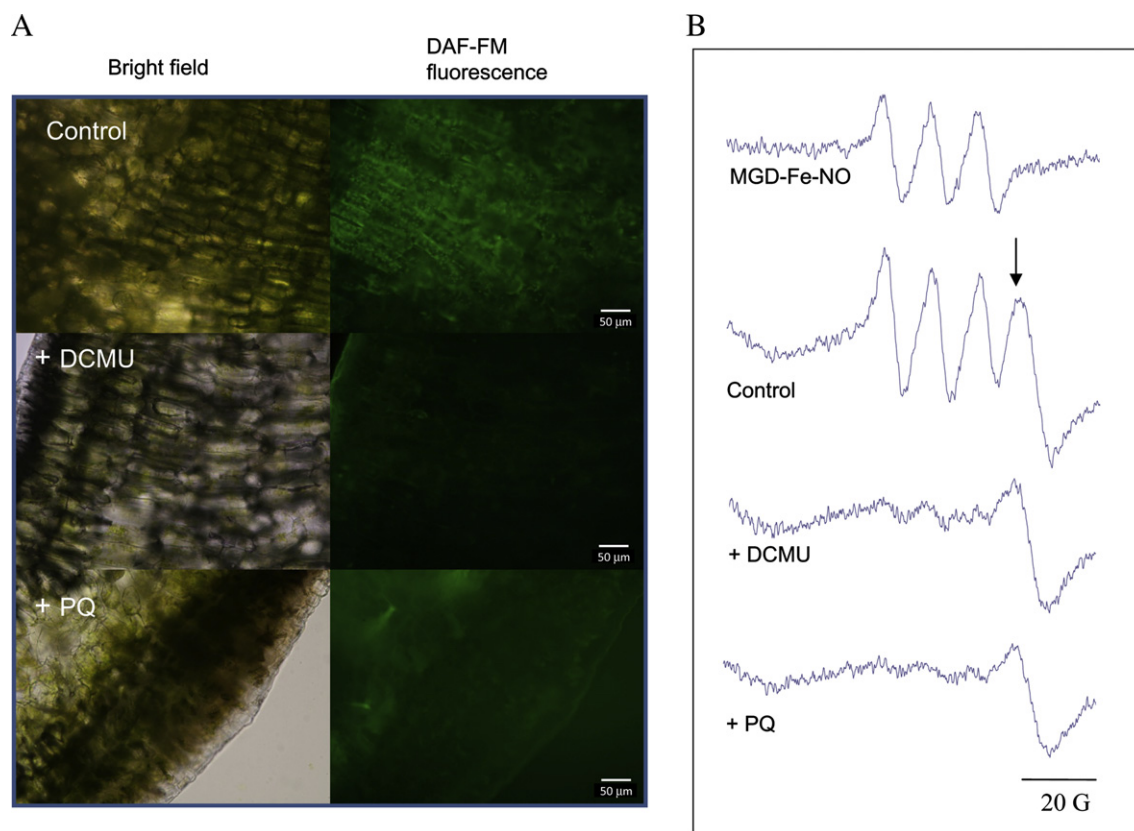 A
Bright field
DAF-FM
fluorescence
Control
50 µm
+ DCMU
50 µm
+ PQ
50 µm
B
MGD-Fe-NO
Control
+ DCMU
+ PQ
20 G